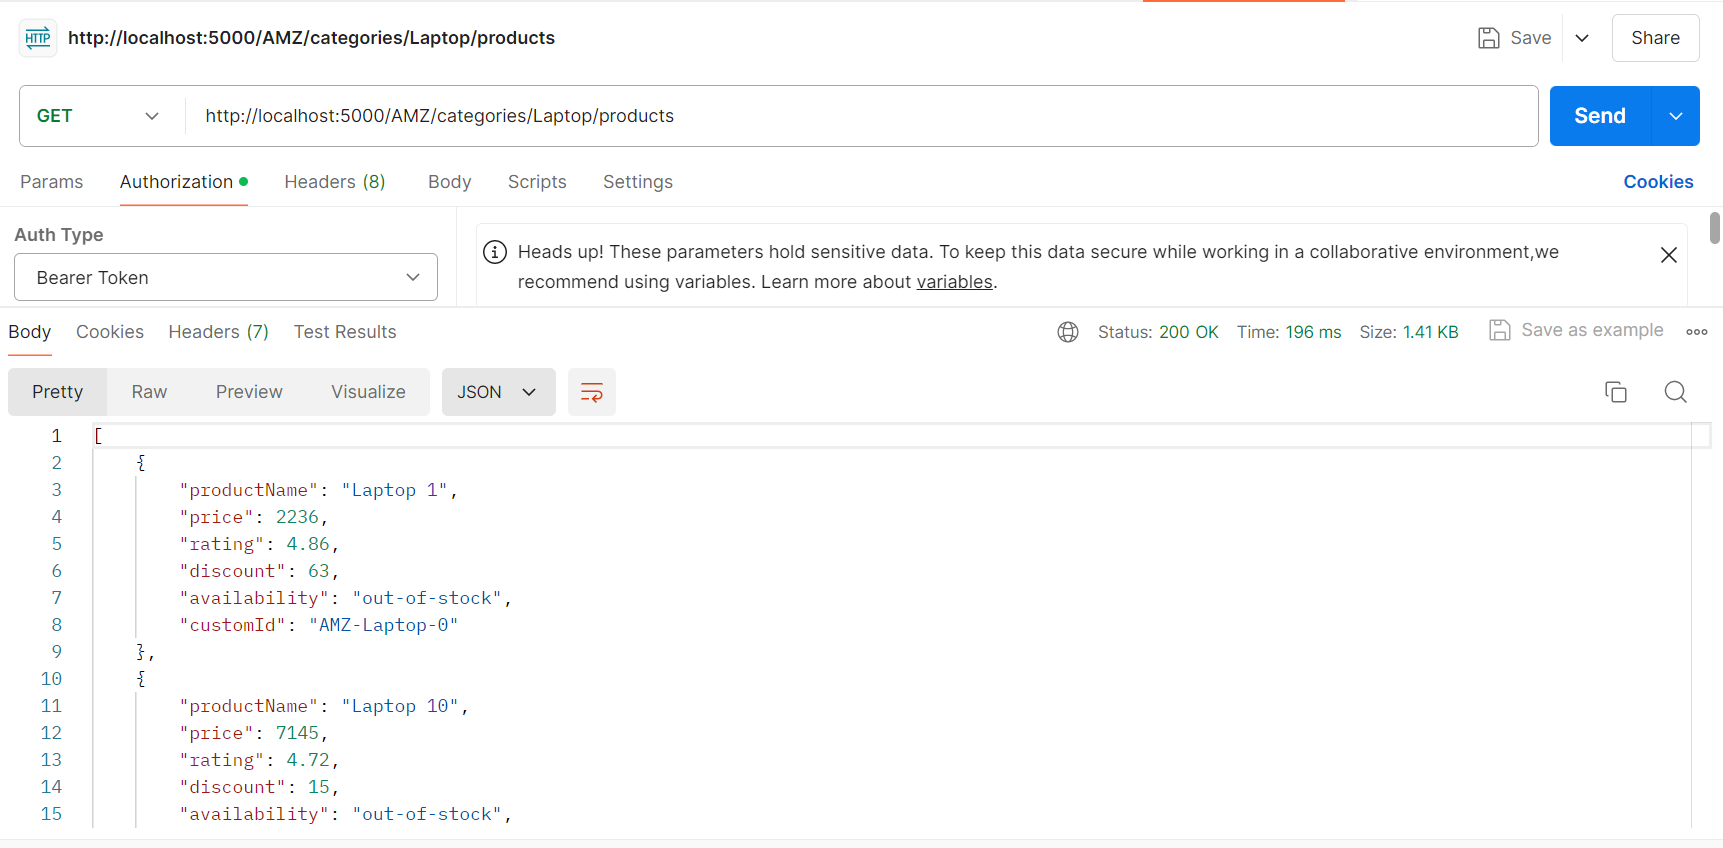 HTTP http://localhost:5000/AMZ/categories/Laptop/products Save Share
GET http://localhost:5000/AMZ/categories/Laptop/products Send
Params Authorization Headers (8) Body Scripts Settings Cookies
Auth Type
Bearer Token
Heads up! These parameters hold sensitive data. To keep this data secure while working in a collaborative environment,we
recommend using variables. Learn more about variables.
Body Cookies Headers (7) Test Results Status: 200 OK Time: 196 ms Size: 1.41 KB Save as example
Pretty Raw Preview Visualize JSON
1 [
2 {
3 "productName": "Laptop 1",
4 "price": 2236,
5 "rating": 4.86,
6 "discount": 63,
7 "availability": "out-of-stock",
8 "customId": "AMZ-Laptop-0"
9 },
10 {
11 "productName": "Laptop 10",
12 "price": 7145,
13 "rating": 4.72,
14 "discount": 15,
15 "availability": "out-of-stock",